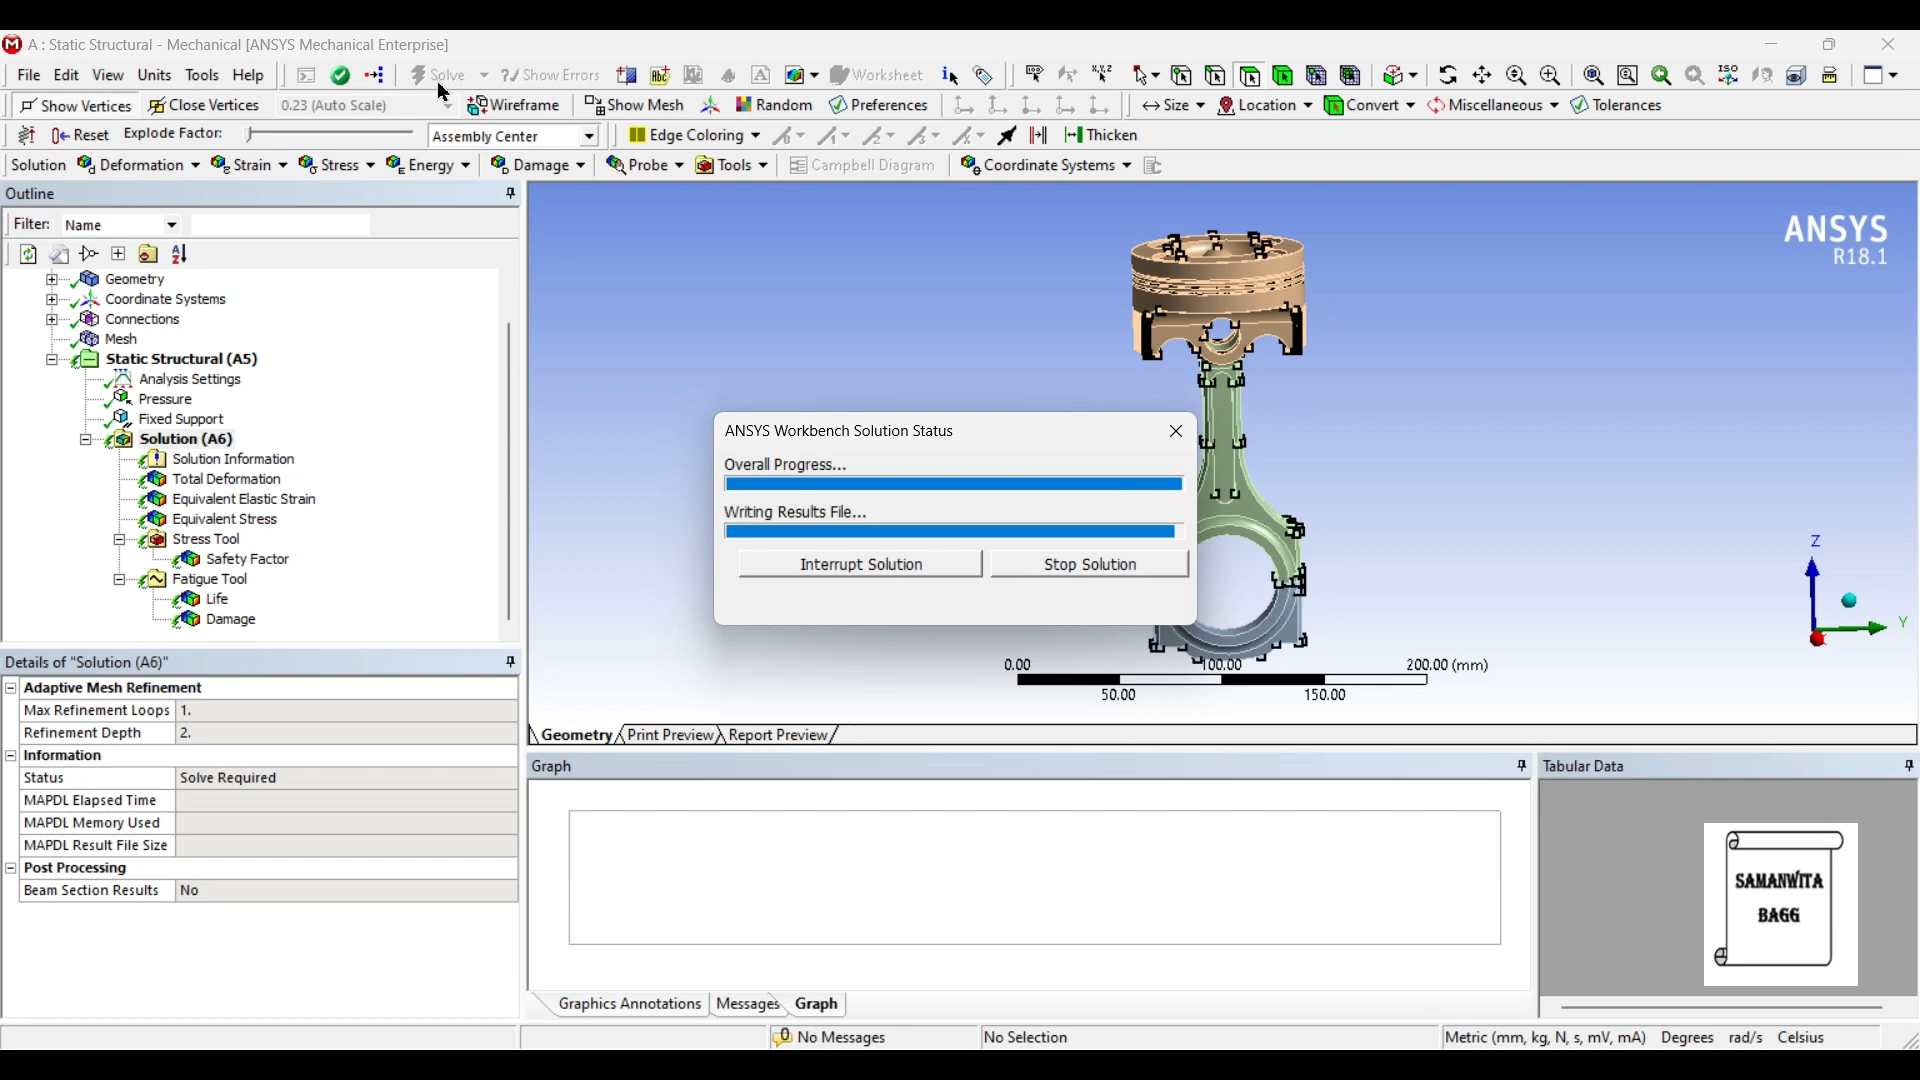 A : Static Structural - Mechanical [ANSYS Mechanical Enterprise]
File Edit View Units Tools Help Solve ?/ Show Errors Worksheet
Show Vertices Close Vertices 0.23 (Auto Scale) Wireframe Show Mesh Random Preferences Size Location Convert Miscellaneous Tolerances
Reset Explode Factor: Assembly Center Edge Coloring Thicken
Solution Deformation Strain Stress Energy Damage Probe Tools Campbell Diagram Coordinate Systems
Outline
Filter: Name
Geometry
Coordinate Systems
Connections
Mesh
Static Structural (A5)
Analysis Settings
Pressure
Fixed Support
Solution (A6)
Solution Information
Total Deformation
Equivalent Elastic Strain
Equivalent Stress
Stress Tool
Safety Factor
Fatigue Tool
Life
Damage
Details of "Solution (A6)"
Adaptive Mesh Refinement
Max Refinement Loops 1.
Refinement Depth 2.
Information
Status Solve Required
MAPDL Elapsed Time
MAPDL Memory Used
MAPDL Result File Size
Post Processing
Beam Section Results No
ANSYS
R18.1
ANSYS Workbench Solution Status
Overall Progress...
Writing Results File...
Interrupt Solution Stop Solution
Z
Y
0.00 100.00 200.00 (mm)
50.00 150.00
Geometry Print Preview Report Preview
Graph
Tabular Data
SAMANWITA
BAGG
Graphics Annotations Messages Graph
0 No Messages No Selection Metric (mm, kg, N, s, mV, mA) Degrees rad/s Celsius